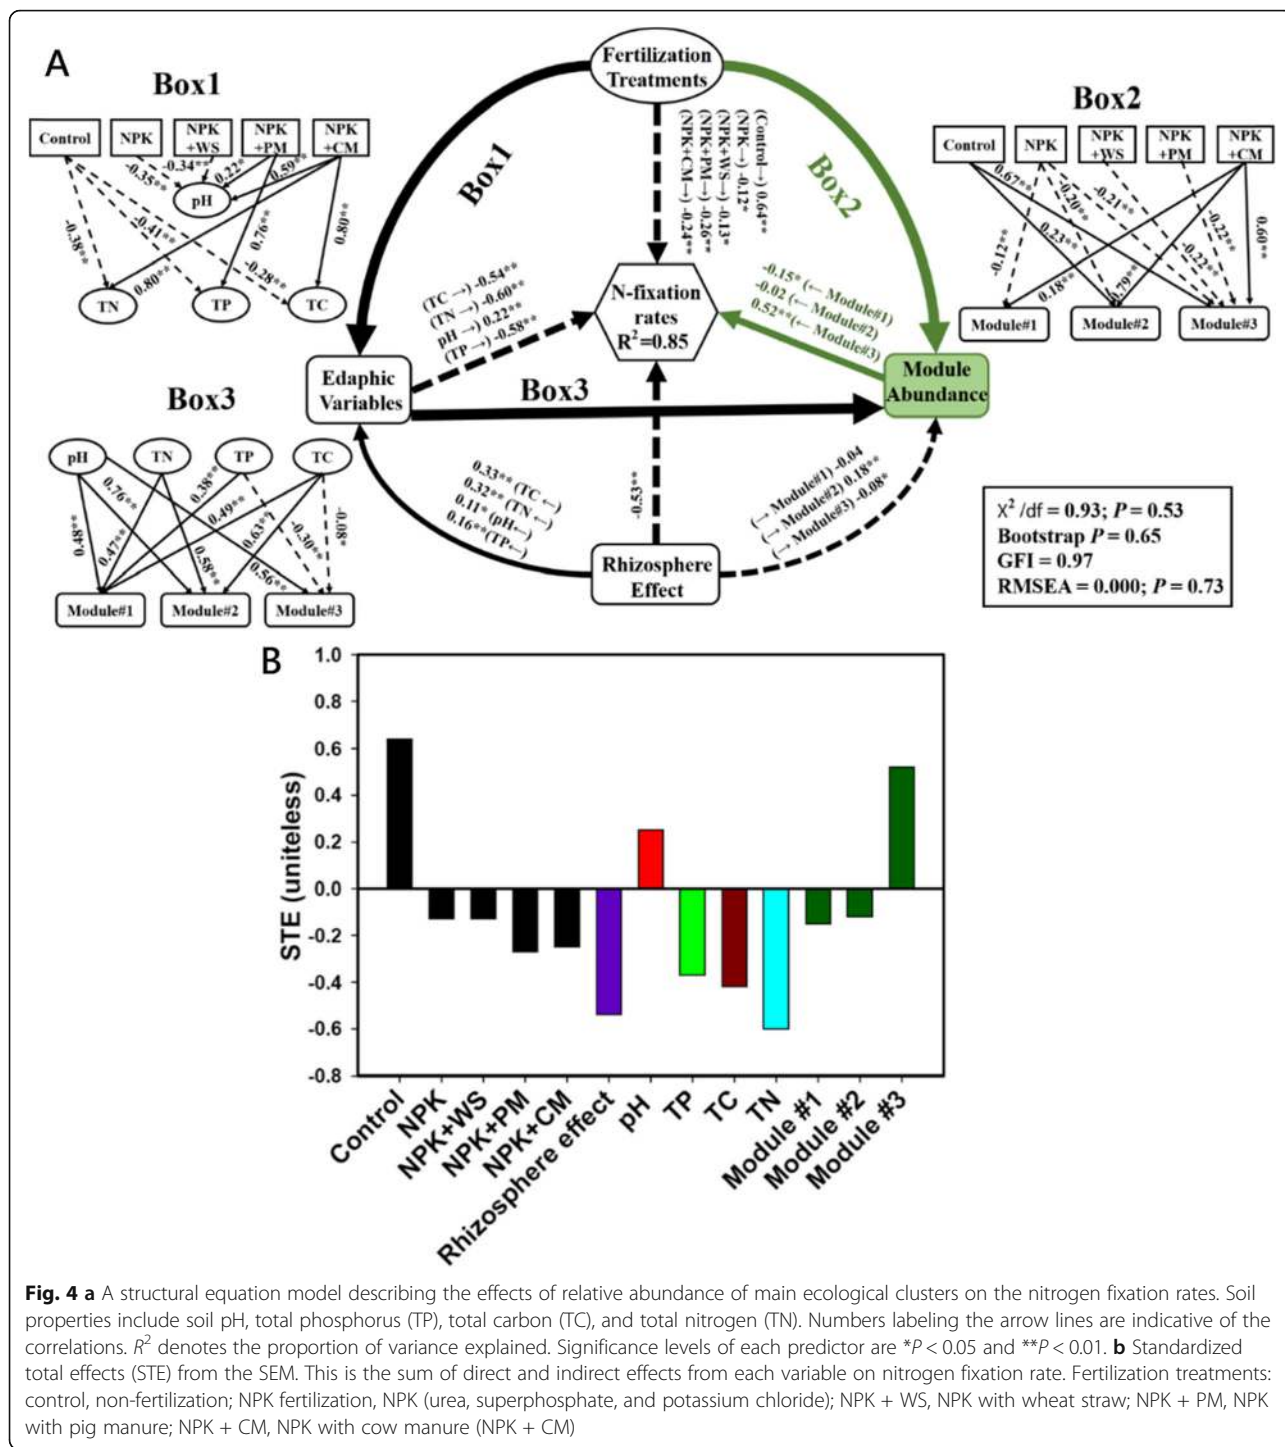 A
Box1
Control
NPK
NPK
+WS
NPK
+PM
NPK
+CM
-0.35**
-0.34**
0.22*
0.59**
pH
-0.38**
-0.41**
0.76**
0.80**
0.80**
-0.28**
TN
TP
TC
Fertilization
Treatments
Box1
Box2
(Control→) 0.64**
(NPK→) -0.12*
(NPK+WS→) -0.13*
(NPK+PM→) -0.26**
(NPK+CM→) -0.24**
Box2
Control
NPK
NPK
+WS
NPK
+PM
NPK
+CM
0.67**
-0.20**
-0.21**
-0.12**
0.23**
-0.22**
-0.22**
0.60**
0.18**
0.79**
Module#1
Module#2
Module#3
(TC →) -0.54**
(TN →) -0.60**
pH →) 0.22**
(TP →) -0.58**
N-fixation
rates
R²=0.85
-0.15* (← Module#1)
-0.02 (← Module#2)
0.52**(← Module#3)
Edaphic
Variables
Box3
Module
Abundance
Box3
pH
TN
TP
TC
0.76**
0.38**
0.48**
0.47**
0.49**
0.58**
0.63**
-0.30**
-0.08*
0.56**
Module#1
Module#2
Module#3
0.33** (TC ←)
0.32** (TN ←)
0.11* (pH←)
0.16**(TP←)
-0.53**
(→ Module#1) -0.04
(→ Module#2) 0.18**
(→ Module#3) -0.08*
Rhizosphere
Effect
X² /df = 0.93; P = 0.53
Bootstrap P = 0.65
GFI = 0.97
RMSEA = 0.000; P = 0.73
B
STE (uniteless)
1.0
0.8
0.6
0.4
0.2
0.0
-0.2
-0.4
-0.6
-0.8
Control
NPK
NPK+WS
NPK+PM
NPK+CM
Rhizosphere effect
pH
TP
TC
TN
Module #1
Module #2
Module #3
Fig. 4 a A structural equation model describing the effects of relative abundance of main ecological clusters on the nitrogen fixation rates. Soil
properties include soil pH, total phosphorus (TP), total carbon (TC), and total nitrogen (TN). Numbers labeling the arrow lines are indicative of the
correlations. R² denotes the proportion of variance explained. Significance levels of each predictor are *P < 0.05 and **P < 0.01. b Standardized
total effects (STE) from the SEM. This is the sum of direct and indirect effects from each variable on nitrogen fixation rate. Fertilization treatments:
control, non-fertilization; NPK fertilization, NPK (urea, superphosphate, and potassium chloride); NPK + WS, NPK with wheat straw; NPK + PM, NPK
with pig manure; NPK + CM, NPK with cow manure (NPK + CM)